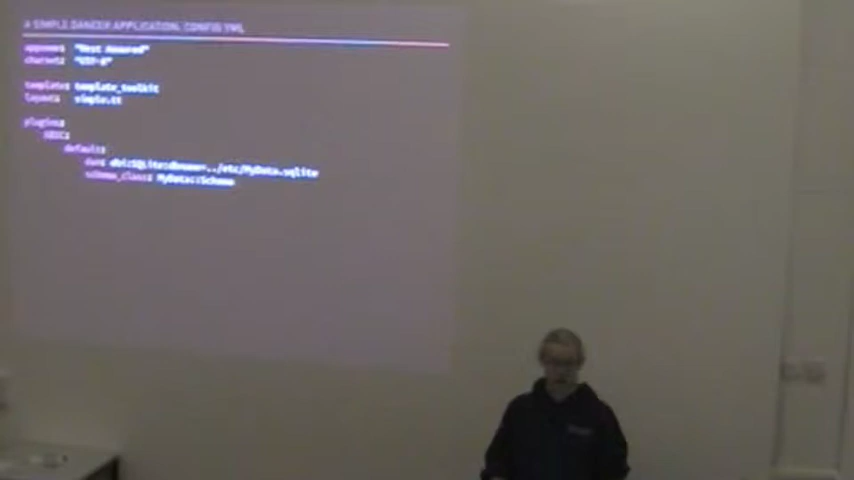 A SIMPLE DANCER APPLICATION: CONFIG.YML
appname: "Rest Assured"
charset: "UTF-8"
template: template_toolkit
layout: simple.tt
plugins:
DBIC:
default:
dsn: dbi:SQLite:dbname=../etc/MyData.sqlite
schema_class: MyData::Schema